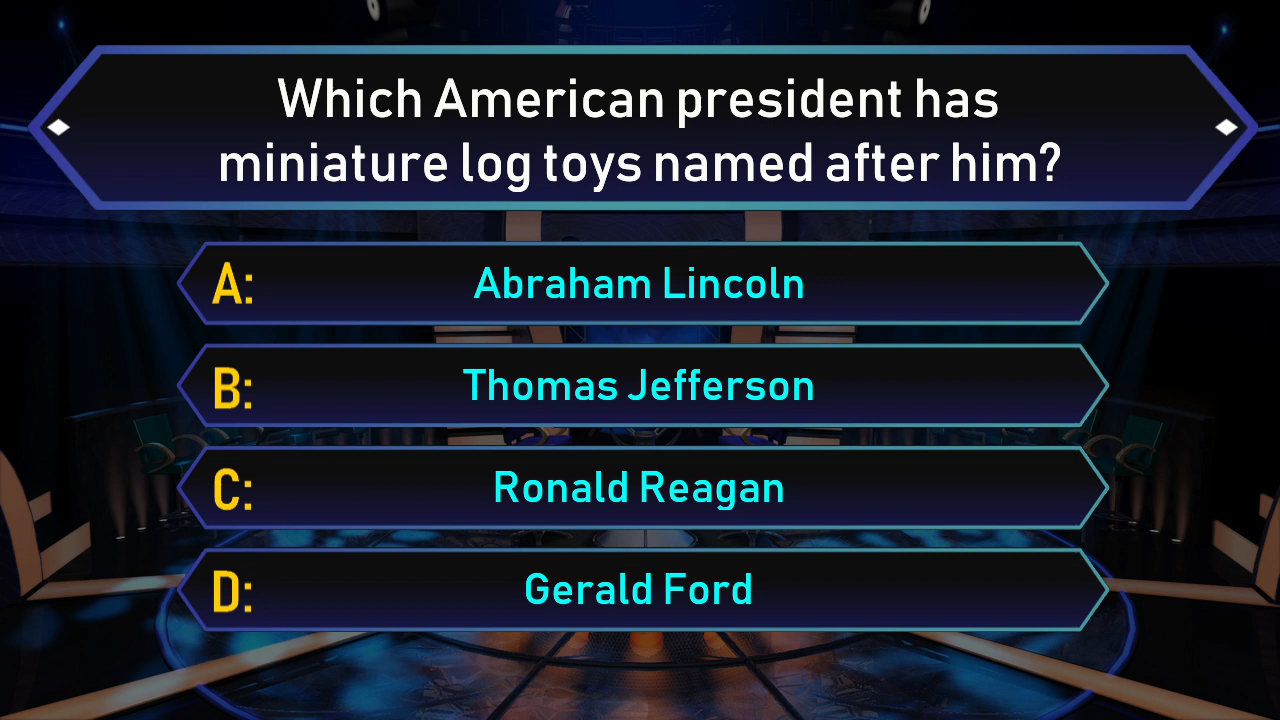 Which American president has
miniature log toys named after him?
A: Abraham Lincoln
B: Thomas Jefferson
C: Ronald Reagan
D: Gerald Ford